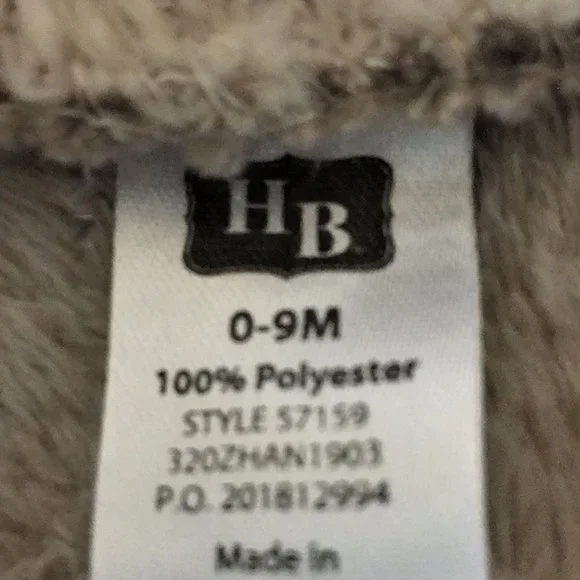 HB
0-9M
100% Polyester
STYLE 57159
320ZHAN1903
P.O. 201812994
Made in